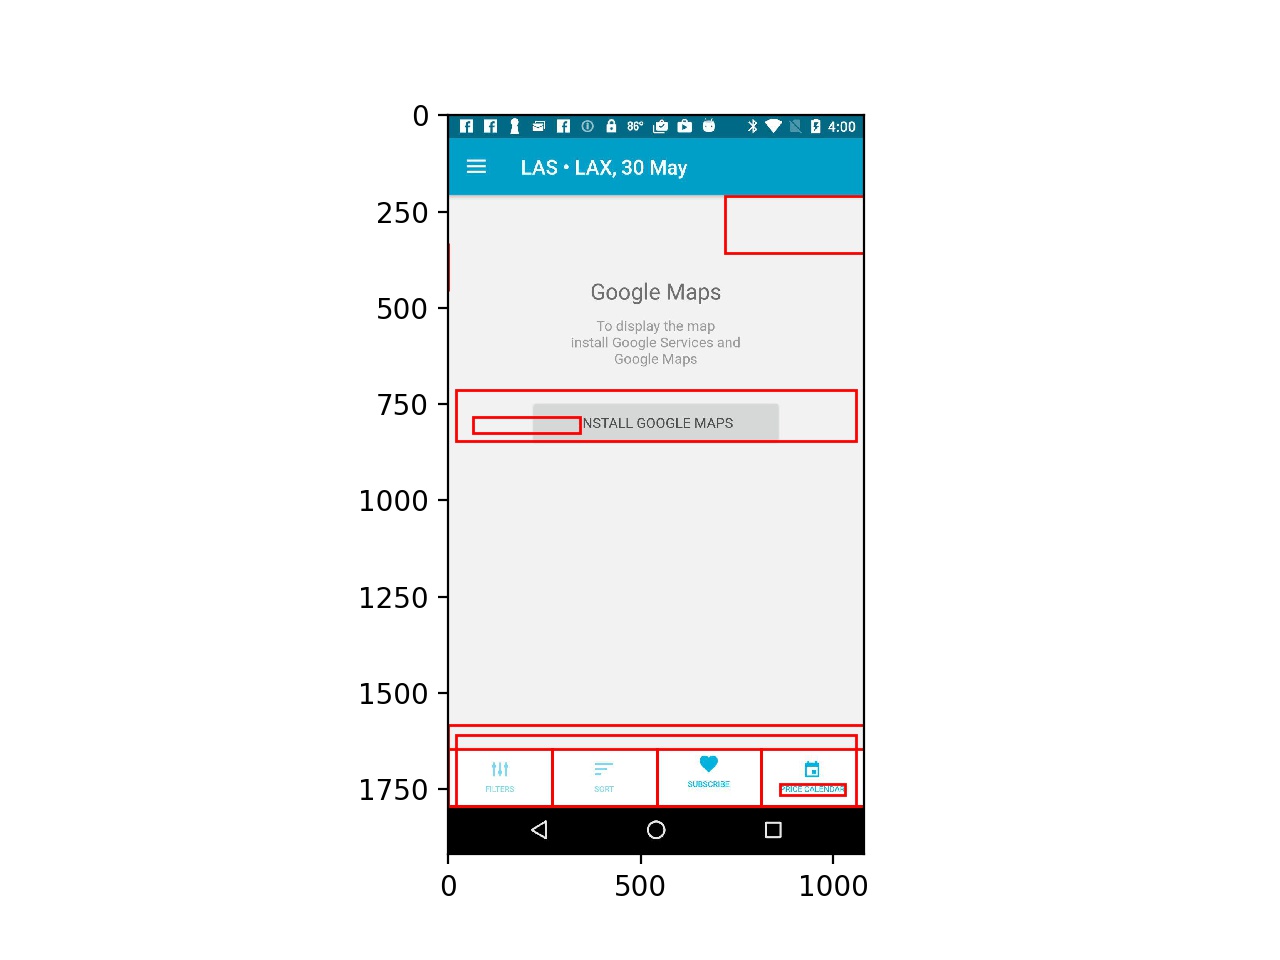 0
250
500
750
1000
1250
1500
1750
86° 4:00
LAS • LAX, 30 May
Google Maps
To display the map
install Google Services and
Google Maps
NSTALL GOOGLE MAPS
FILTERS SORT SUBSCRIBE PRICE CALENDAR
0 500 1000